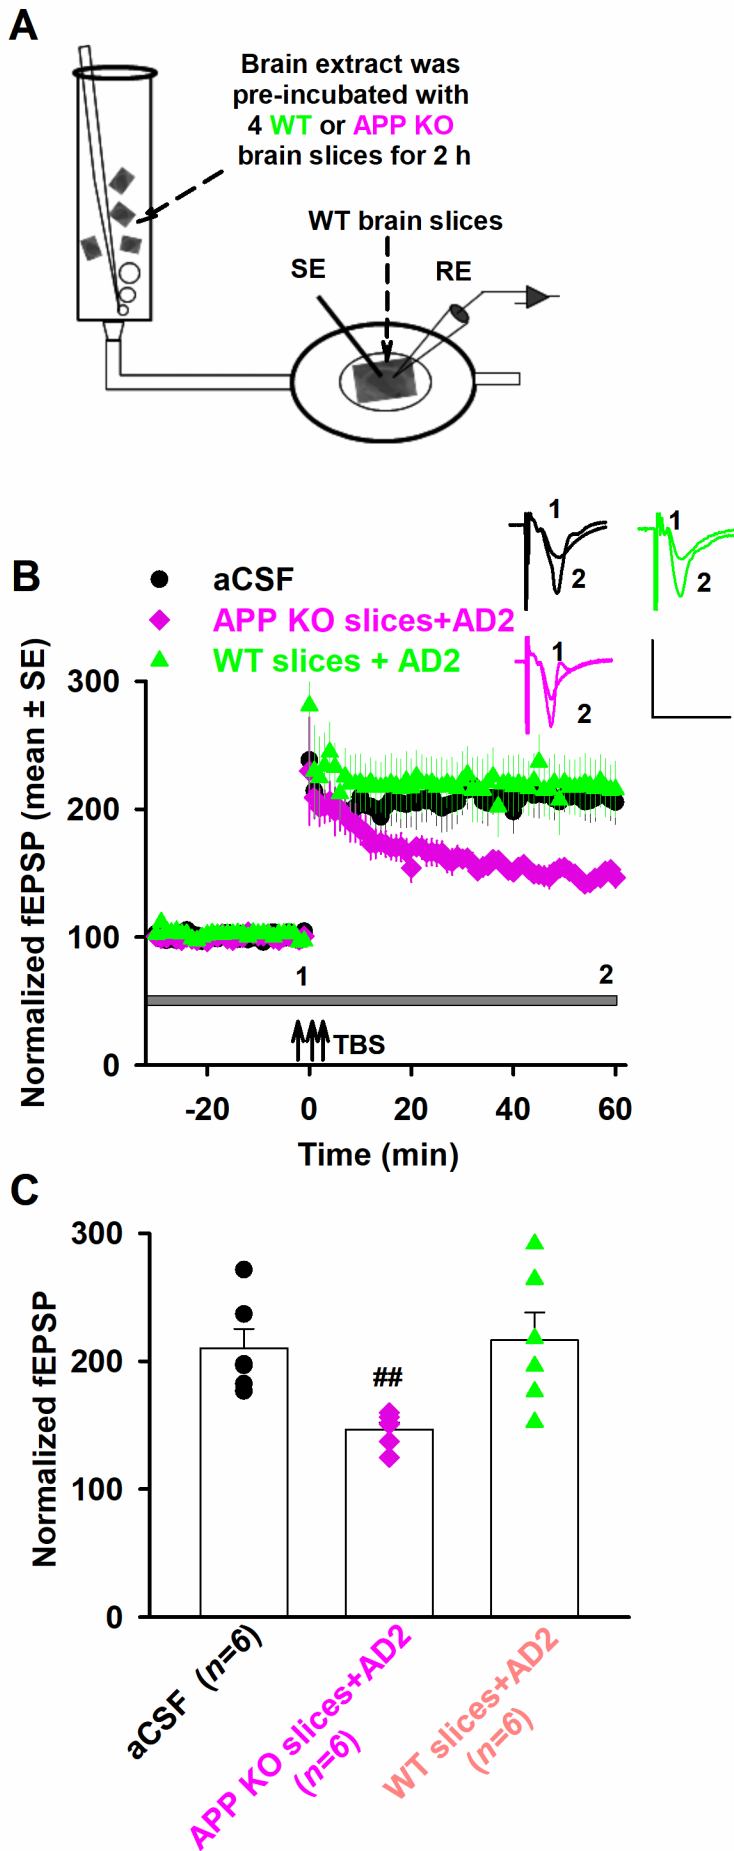 A
Brain extract was
pre-incubated with
4 WT or APP KO
brain slices for 2 h
WT brain slices
SE
RE
B
aCSF
APP KO slices+AD2
WT slices + AD2
1
2
1
2
1
2
Normalized fEPSP (mean ± SE)
300
200
100
0
1
2
TBS
-20
0
20
40
60
Time (min)
C
Normalized fEPSP
300
200
100
0
##
aCSF (n=6)
APP KO slices+AD2
(n=6)
WT slices+AD2
(n=6)